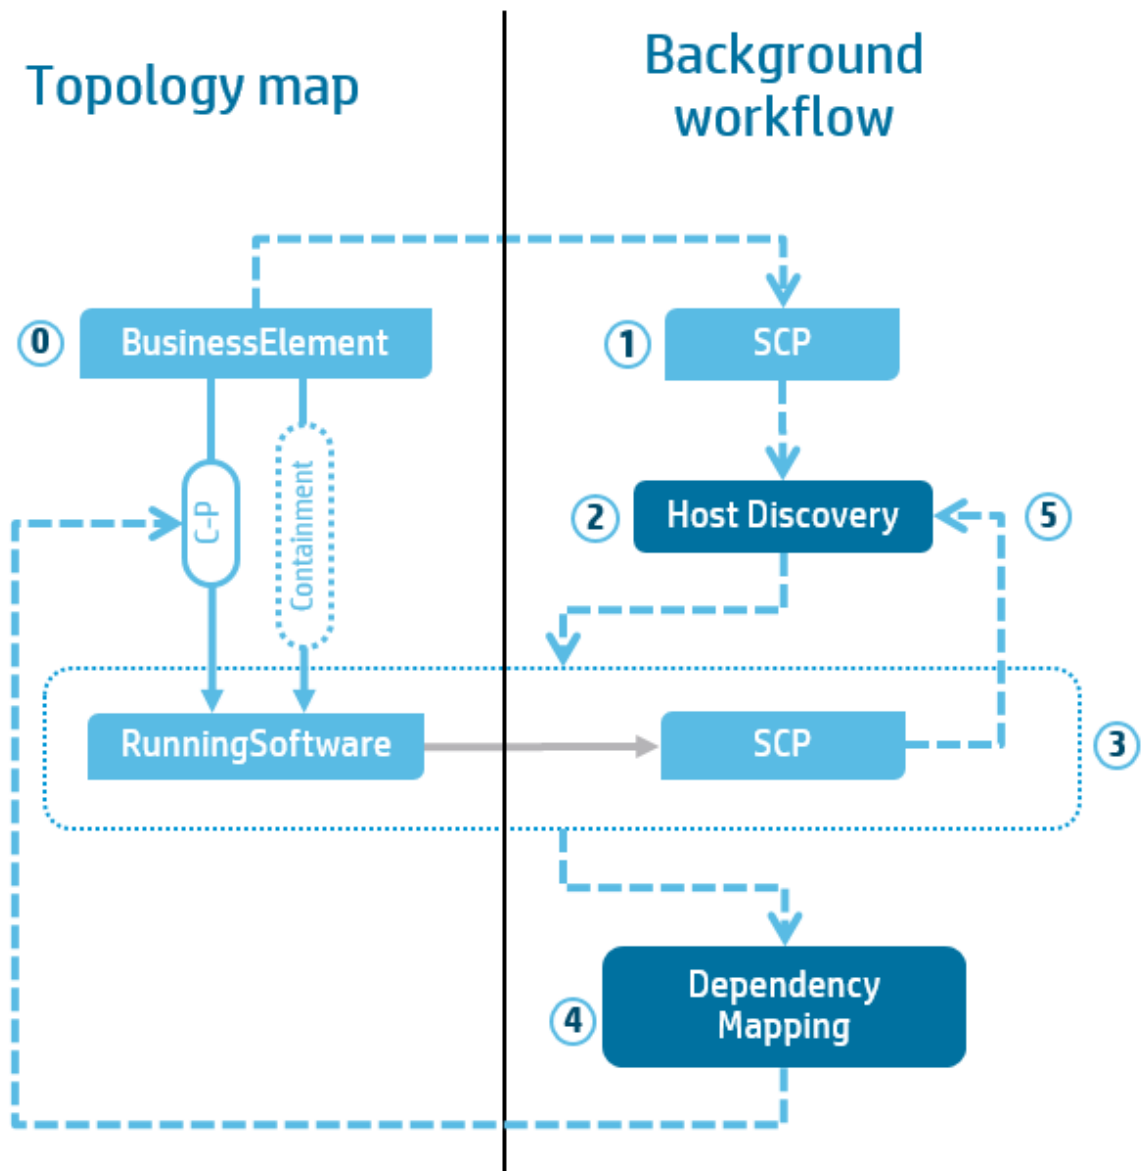 Topology map
Background
workflow
0
BusinessElement
1
SCP
C-P
Containment
2
Host Discovery
5
RunningSoftware
SCP
3
4
Dependency
Mapping